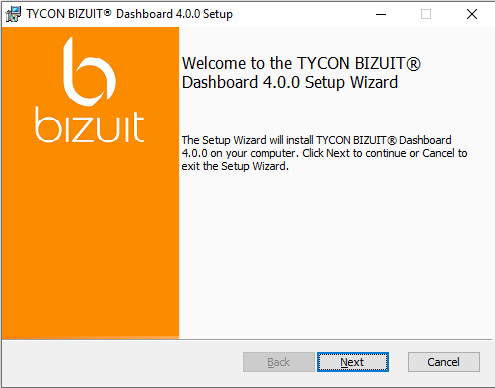 TYCON BIZUIT® Dashboard 4.0.0 Setup
bizuit
Welcome to the TYCON BIZUIT®
Dashboard 4.0.0 Setup Wizard
The Setup Wizard will install TYCON BIZUIT® Dashboard
4.0.0 on your computer. Click Next to continue or Cancel to
exit the Setup Wizard.
Back
Next
Cancel